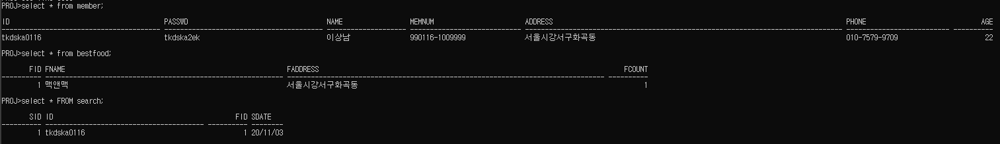 PROJ>select * from member;
ID PASSWD NAME MEMNUM ADDRESS PHONE AGE
tkdska0116 tkdska2ek 이상남 990116-1009999 서울시강서구화곡동 010-7579-9709 22
PROJ>select * from bestfood;
FID FNAME FADDRESS FCOUNT
1 맥앤맥 서울시강서구화곡동 1
PROJ>select * FROM search;
SID ID FID SDATE
1 tkdska0116 1 20/11/03